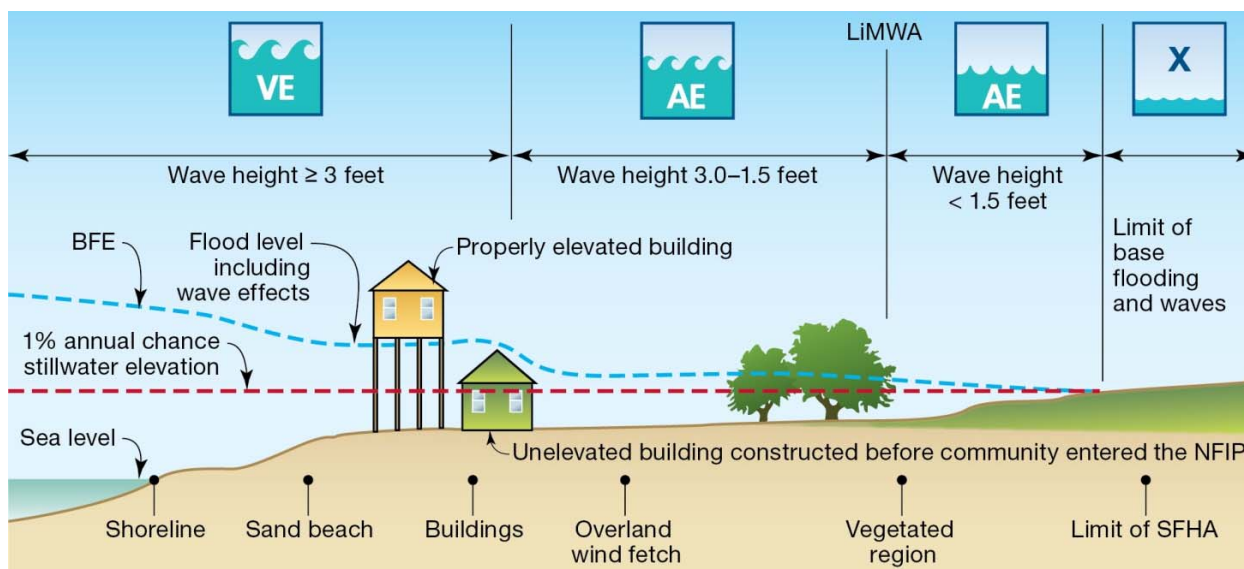 VE
AE
LiMWA
AE
X
Wave height ≥ 3 feet
Wave height 3.0–1.5 feet
Wave height
< 1.5 feet
Limit of
base
flooding
and waves
BFE
Flood level
including
wave effects
Properly elevated building
1% annual chance
stillwater elevation
Sea level
Unelevated building constructed before community entered the NFIP
Shoreline
Sand beach
Buildings
Overland
wind fetch
Vegetated
region
Limit of SFHA